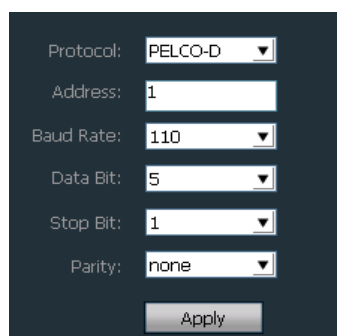 Protocol: PELCO-D
Address: 1
Baud Rate: 110
Data Bit: 5
Stop Bit: 1
Parity: none
Apply